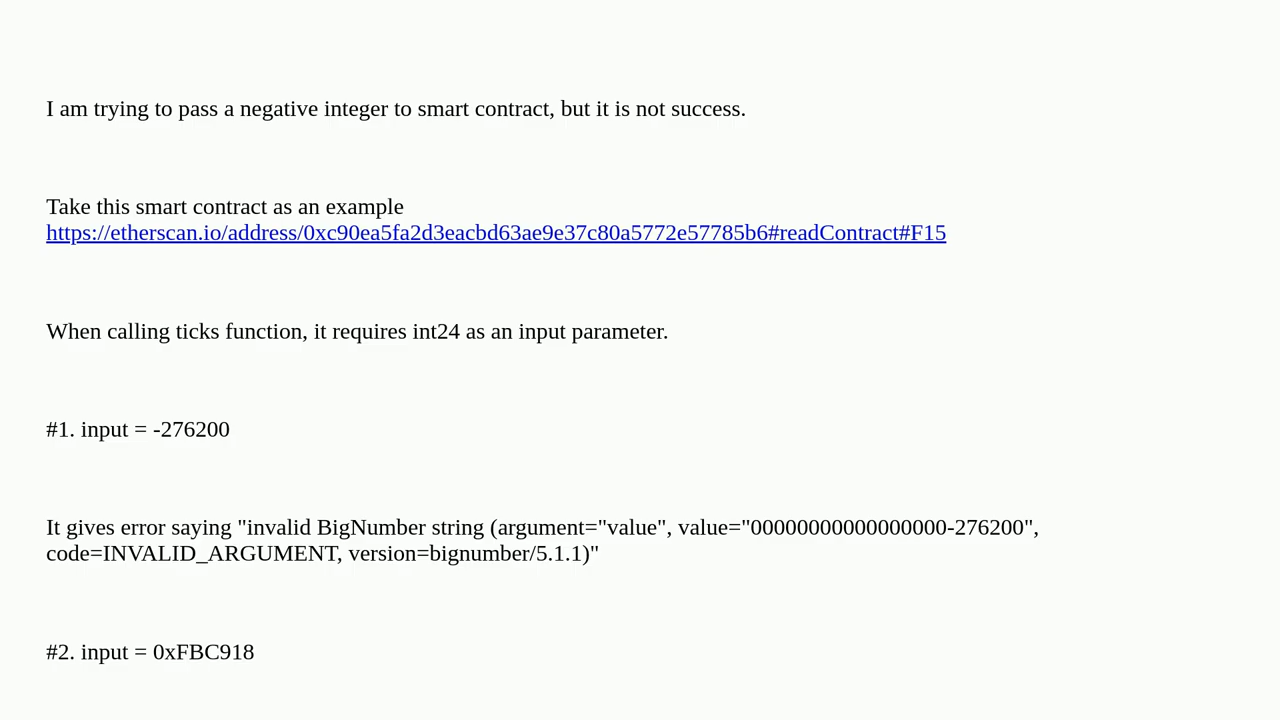 I am trying to pass a negative integer to smart contract, but it is not success.
Take this smart contract as an example
https://etherscan.io/address/0xc90ea5fa2d3eacbd63ae9e37c80a5772e57785b6#readContract#F15
When calling ticks function, it requires int24 as an input parameter.
#1. input = -276200
It gives error saying "invalid BigNumber string (argument="value", value="00000000000000000-276200",
code=INVALID_ARGUMENT, version=bignumber/5.1.1)"
#2. input = 0xFBC918